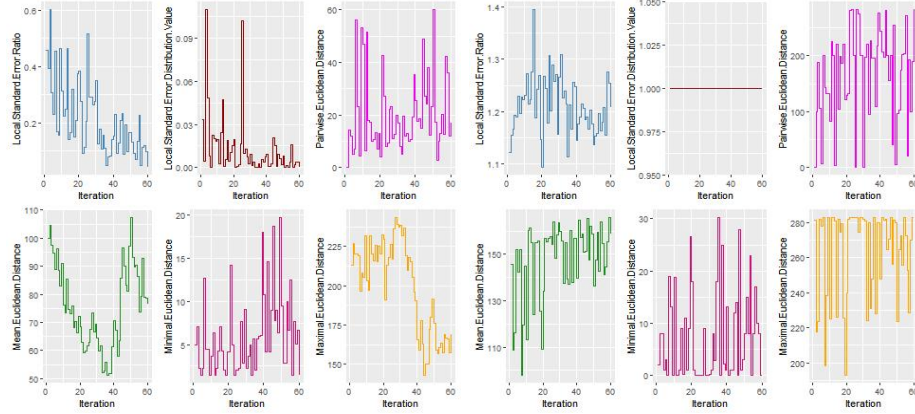 Local.Standard.Error.Ratio
0.6
0.4
0.2
0 20 40 60
Iteration
Local.Standard.Error.Distribution.Value
0.09
0.06
0.03
0.00
0 20 40 60
Iteration
Pairwise Euclidean.Distance
60
40
20
0
0 20 40 60
Iteration
Local.Standard.Error.Ratio
1.4
1.3
1.2
1.1
0 20 40 60
Iteration
Local.Standard.Error.Distribution.Value
1.050
1.025
1.000
0.975
0.950
0 20 40 60
Iteration
Pairwise Euclidean.Distance
200
100
0
0 20 40 60
Iteration
Mean.Euclidean.Distance
110
100
90
80
70
60
50
0 20 40 60
Iteration
Minimal.Euclidean.Distance
20
15
10
5
0 20 40 60
Iteration
Maximal.Euclidean.Distance
225
200
175
150
0 20 40 60
Iteration
Mean.Euclidean.Distance
150
130
110
0 20 40 60
Iteration
Minimal.Euclidean.Distance
30
20
10
0
0 20 40 60
Iteration
Maximal.Euclidean.Distance
280
260
240
220
200
0 20 40 60
Iteration